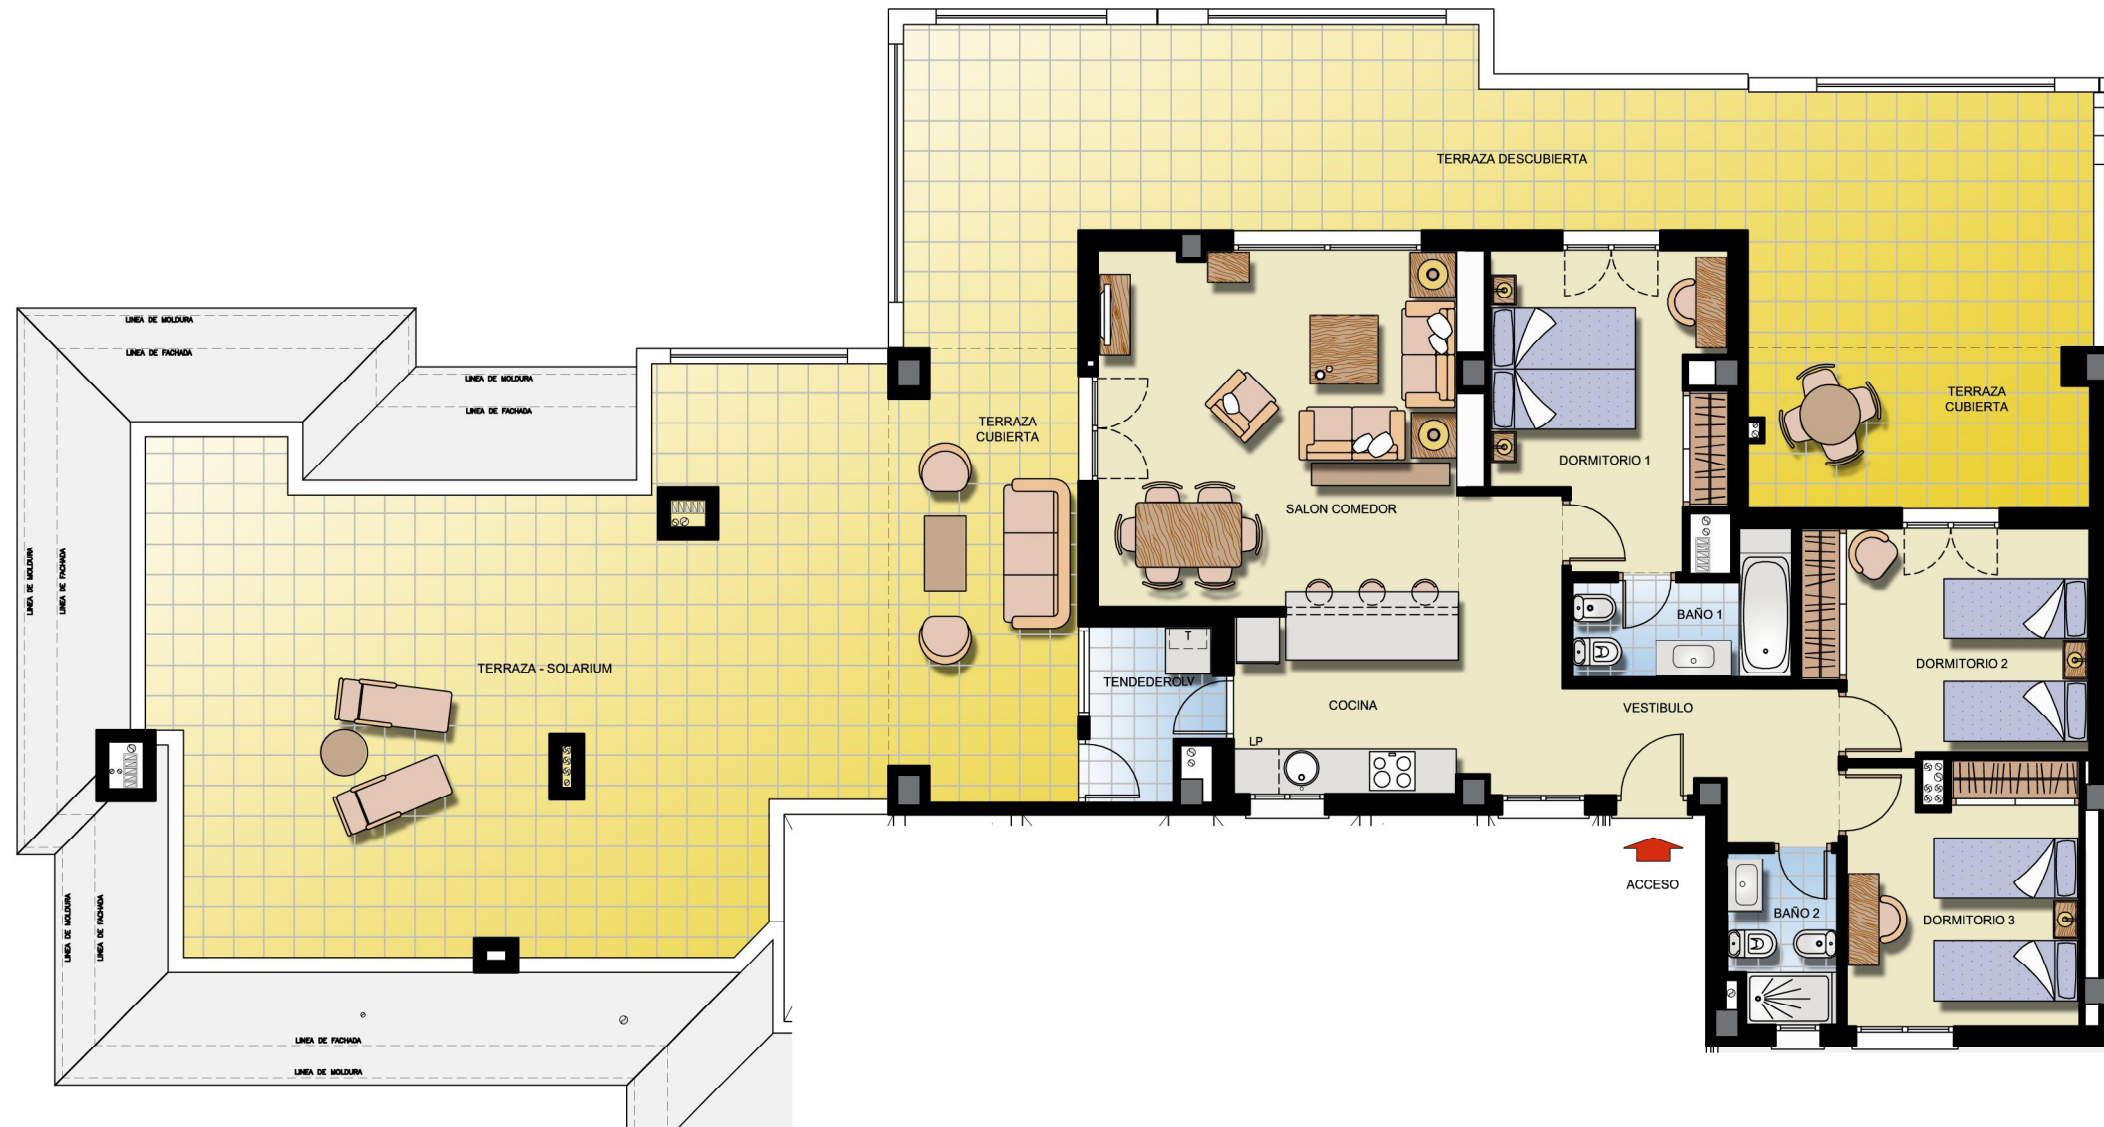 TERRAZA DESCUBIERTA
LINEA DE MOLDURA
LINEA DE FACHADA
LINEA DE MOLDURA
LINEA DE FACHADA
TERRAZA
CUBIERTA
TERRAZA
CUBIERTA
DORMITORIO 1
SALON COMEDOR
LINEA DE MOLDURA
LINEA DE FACHADA
BAÑO 1
T
TERRAZA - SOLARIUM
TENDEDERO
LV
DORMITORIO 2
COCINA
VESTIBULO
LP
ACCESO
LINEA DE MOLDURA
LINEA DE FACHADA
BAÑO 2
DORMITORIO 3
LINEA DE FACHADA
LINEA DE MOLDURA